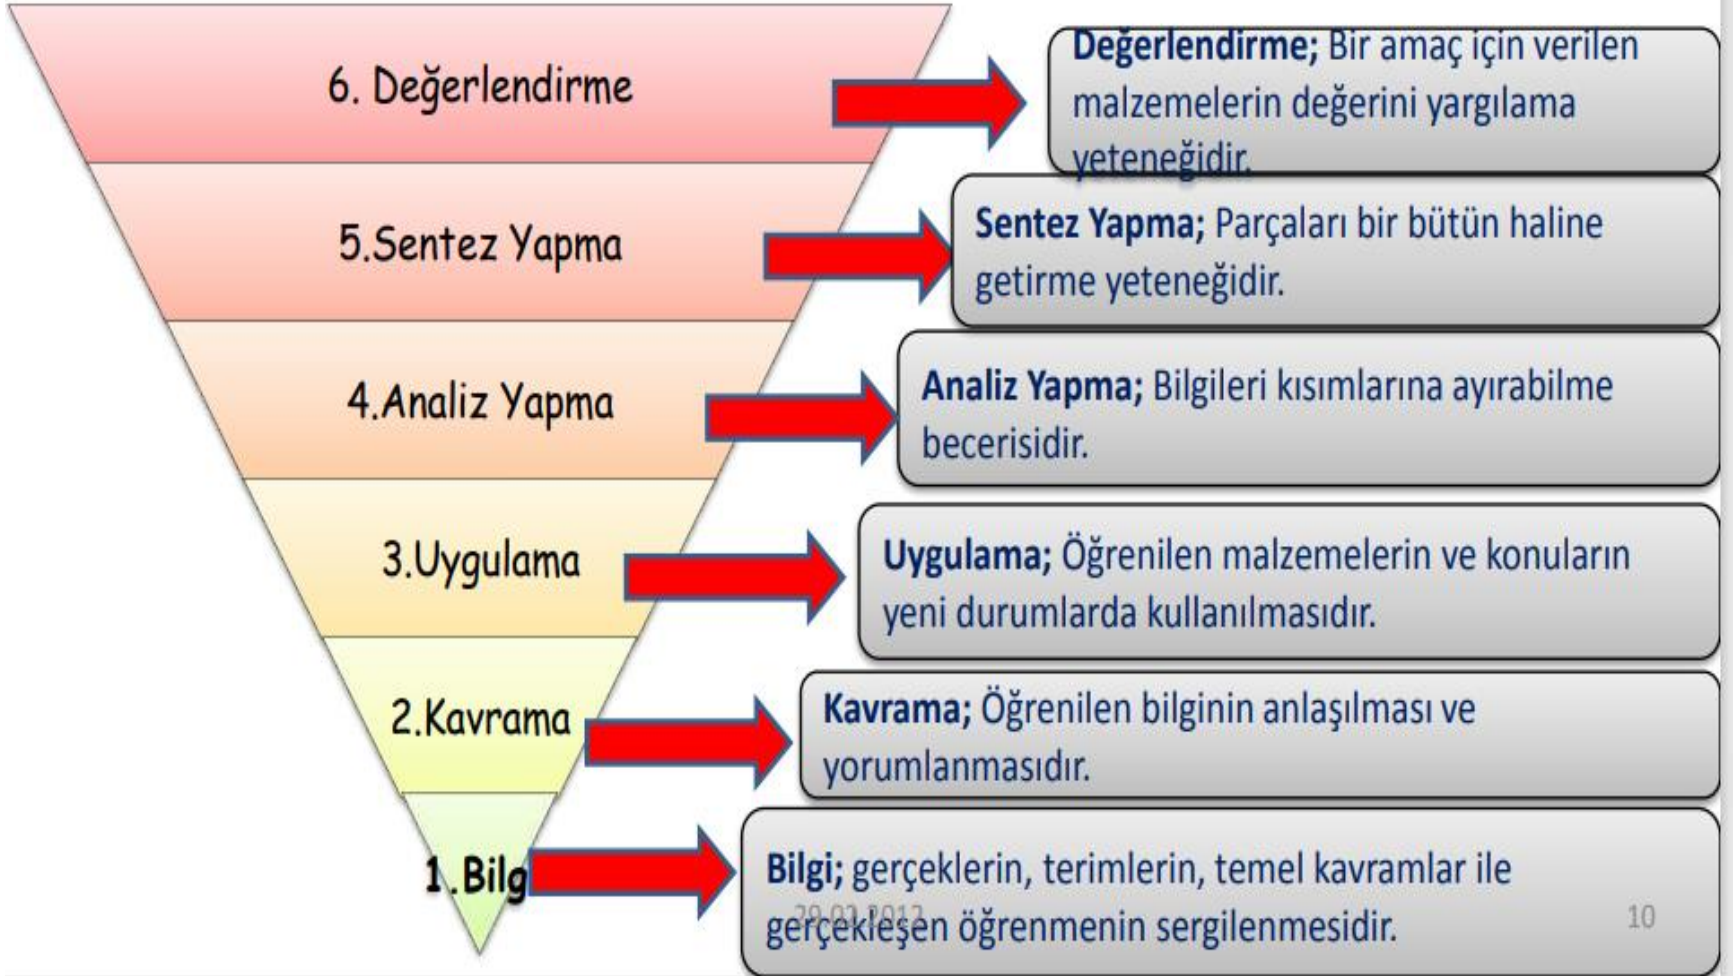 6. Değerlendirme
Değerlendirme; Bir amaç için verilen
malzemelerin değerini yargılama
yeteneğidir.
5.Sentez Yapma
Sentez Yapma; Parçaları bir bütün haline
getirme yeteneğidir.
4.Analiz Yapma
Analiz Yapma; Bilgileri kısımlarına ayırabilme
becerisidir.
3.Uygulama
Uygulama; Öğrenilen malzemelerin ve konuların
yeni durumlarda kullanılmasıdır.
2.Kavrama
Kavrama; Öğrenilen bilginin anlaşılması ve
yorumlanmasıdır.
1.Bilg
Bilgi; gerçeklerin, terimlerin, temel kavramlar ile
gerçekleşen öğrenmenin sergilenmesidir.
29.02.2012
10